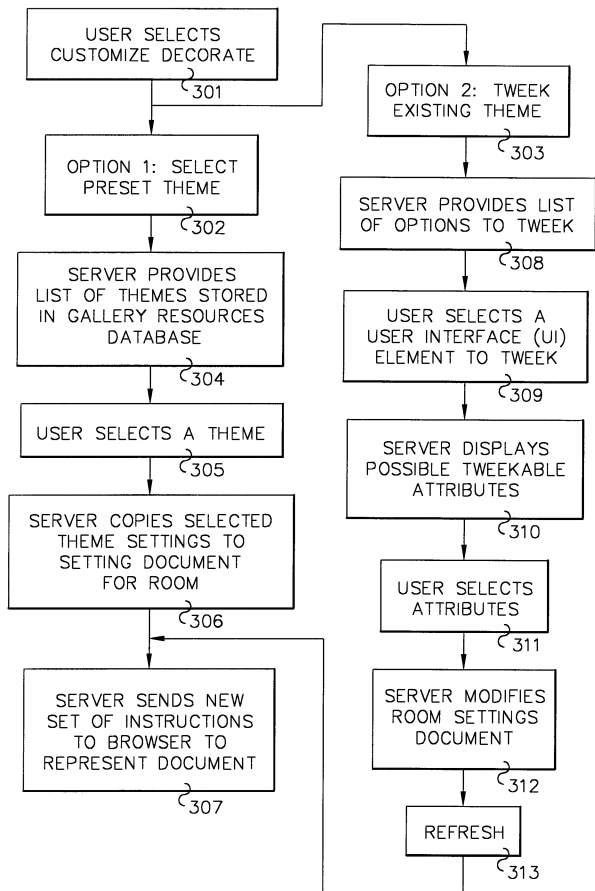 USER SELECTS
CUSTOMIZE DECORATE
301
OPTION 1: SELECT
PRESET THEME
302
SERVER PROVIDES
LIST OF THEMES STORED
IN GALLERY RESOURCES
DATABASE
304
USER SELECTS A THEME
305
SERVER COPIES SELECTED
THEME SETTINGS TO
SETTING DOCUMENT
FOR ROOM
306
SERVER SENDS NEW
SET OF INSTRUCTIONS
TO BROWSER TO
REPRESENT DOCUMENT
307
OPTION 2: TWEEK
EXISTING THEME
303
SERVER PROVIDES LIST
OF OPTIONS TO TWEEK
308
USER SELECTS A
USER INTERFACE (UI)
ELEMENT TO TWEEK
309
SERVER DISPLAYS
POSSIBLE TWEEKABLE
ATTRIBUTES
310
USER SELECTS
ATTRIBUTES
311
SERVER MODIFIES
ROOM SETTINGS
DOCUMENT
312
REFRESH
313